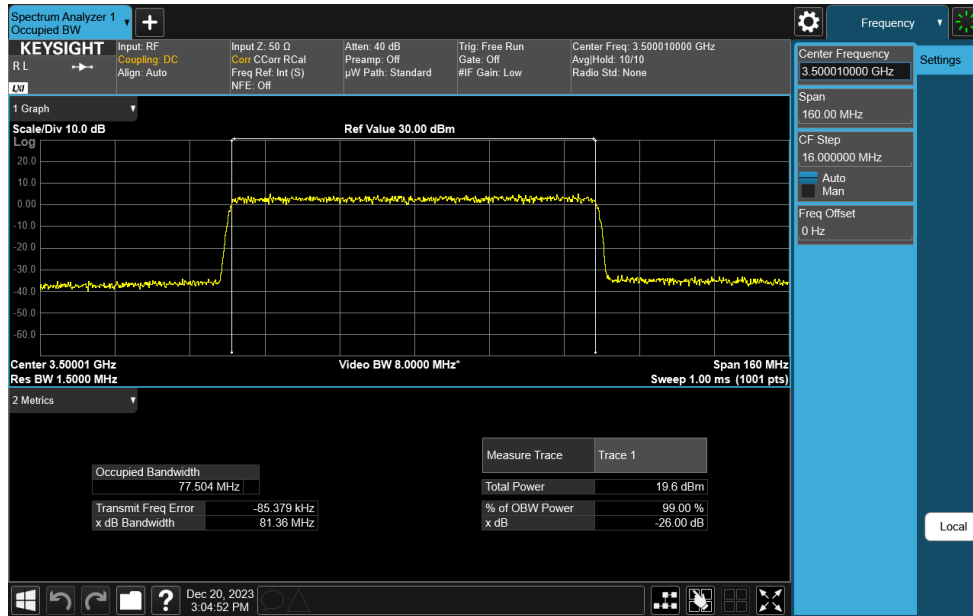 Spectrum Analyzer 1
Occupied BW
+
Frequency
KEYSIGHT
R L
LXI
Input: RF
Coupling: DC
Align: Auto
Input Z: 50 Ω
Corr CCorr RCal
Freq Ref: Int (S)
NFE: Off
Atten: 40 dB
Preamp: Off
µW Path: Standard
Trig: Free Run
Gate: Off
#IF Gain: Low
Center Freq: 3.500010000 GHz
Avg|Hold: 10/10
Radio Std: None
Center Frequency
3.500010000 GHz
Settings
Span
160.00 MHz
CF Step
16.000000 MHz
Auto
Man
Freq Offset
0 Hz
Local
1 Graph
Scale/Div 10.0 dB
Ref Value 30.00 dBm
Log
20.0
10.0
0.00
-10.0
-20.0
-30.0
-40.0
-50.0
-60.0
Center 3.50001 GHz
Video BW 8.0000 MHz*
Span 160 MHz
Res BW 1.5000 MHz
Sweep 1.00 ms (1001 pts)
2 Metrics
Measure Trace
Trace 1
Occupied Bandwidth
77.504 MHz
Total Power
19.6 dBm
Transmit Freq Error
-85.379 kHz
% of OBW Power
99.00 %
x dB Bandwidth
81.36 MHz
x dB
-26.00 dB
?
Dec 20, 2023
3:04:52 PM